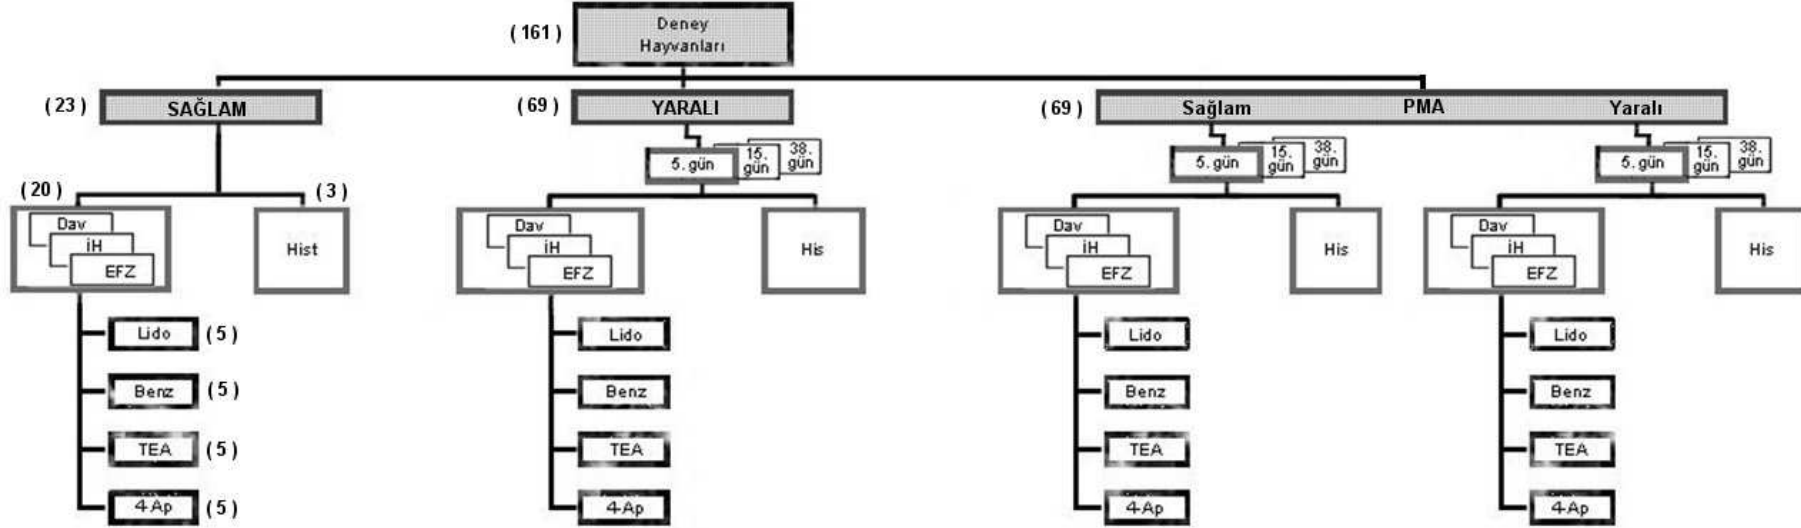 ( 161 )
Deney
Hayvanları
( 23 )
SAĞLAM
( 69 )
YARALI
( 69 )
Sağlam
PMA
Yaralı
5. gün
15. gün
38. gün
5. gün
15. gün
38. gün
5. gün
15. gün
38. gün
( 20 )
( 3 )
Dav
İH
EFZ
Hist
Dav
İH
EFZ
His
Dav
İH
EFZ
His
Dav
İH
EFZ
His
Lido
( 5 )
Lido
Lido
Lido
Benz
( 5 )
Benz
Benz
Benz
TEA
( 5 )
TEA
TEA
TEA
4-Ap
( 5 )
4-Ap
4-Ap
4-Ap